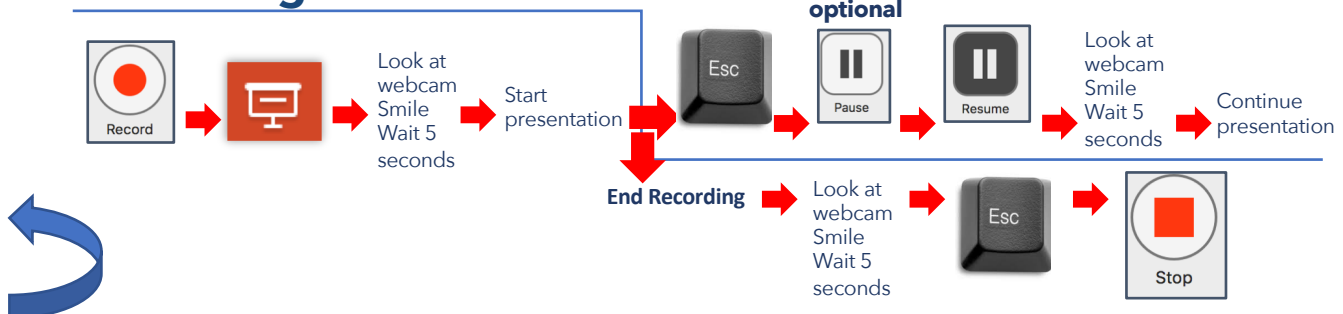 optional
Record
Look at
webcam
Smile
Wait 5
seconds
Start
presentation
Esc
Pause
Resume
Look at
webcam
Smile
Wait 5
seconds
Continue
presentation
End Recording
Look at
webcam
Smile
Wait 5
seconds
Esc
Stop